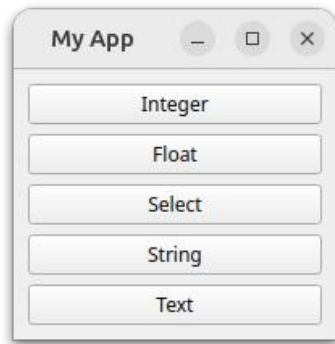 My App
Integer
Float
Select
String
Text